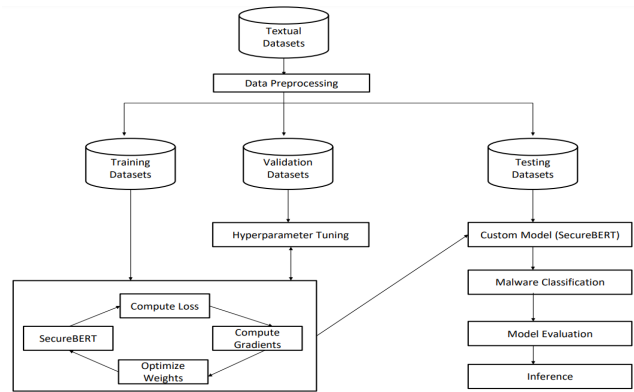 Textual
Datasets
Data Preprocessing
Training
Datasets
Validation
Datasets
Testing
Datasets
Hyperparameter Tuning
Custom Model (SecureBERT)
Malware Classification
Compute Loss
SecureBERT
Compute
Gradients
Optimize
Weights
Model Evaluation
Inference